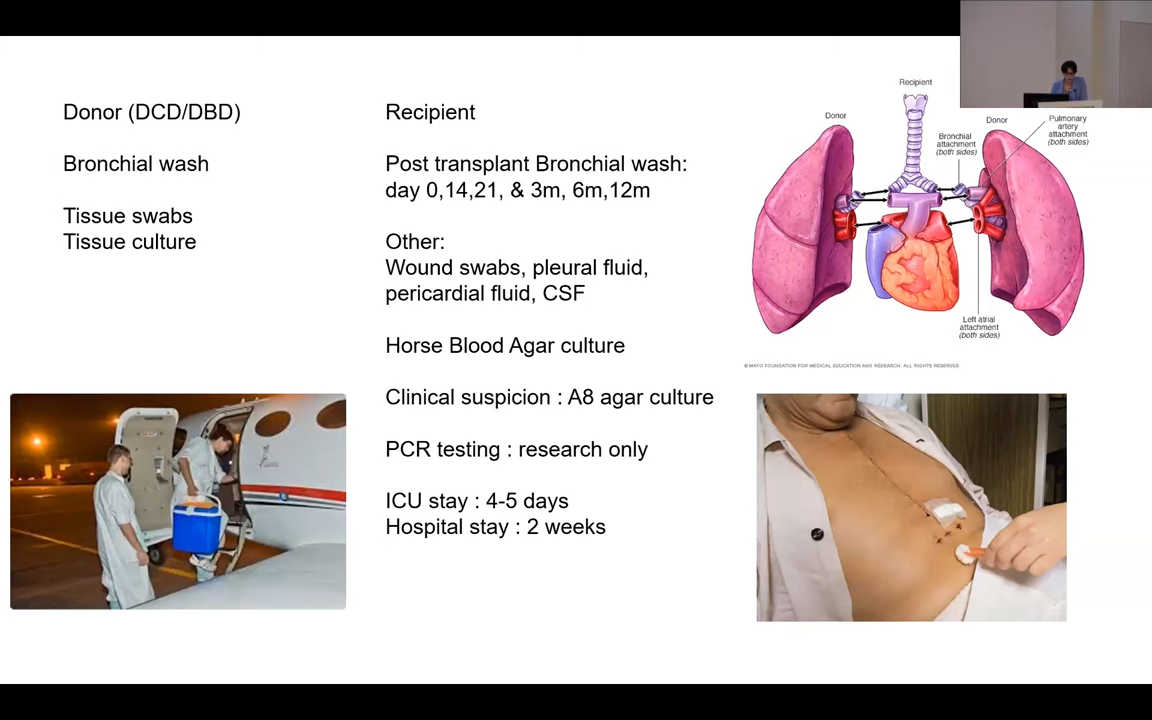 Donor (DCD/DBD)
Bronchial wash
Tissue swabs
Tissue culture
Recipient
Post transplant Bronchial wash:
day 0,14,21, & 3m, 6m,12m
Other:
Wound swabs, pleural fluid,
pericardial fluid, CSF
Horse Blood Agar culture
Clinical suspicion : A8 agar culture
PCR testing : research only
ICU stay : 4-5 days
Hospital stay : 2 weeks
Recipient
Donor
Donor
Bronchial
attachment
(both sides)
Pulmonary
artery
attachment
(both sides)
Left atrial
attachment
(both sides)
© MAYO FOUNDATION FOR MEDICAL EDUCATION AND RESEARCH. ALL RIGHTS RESERVED.